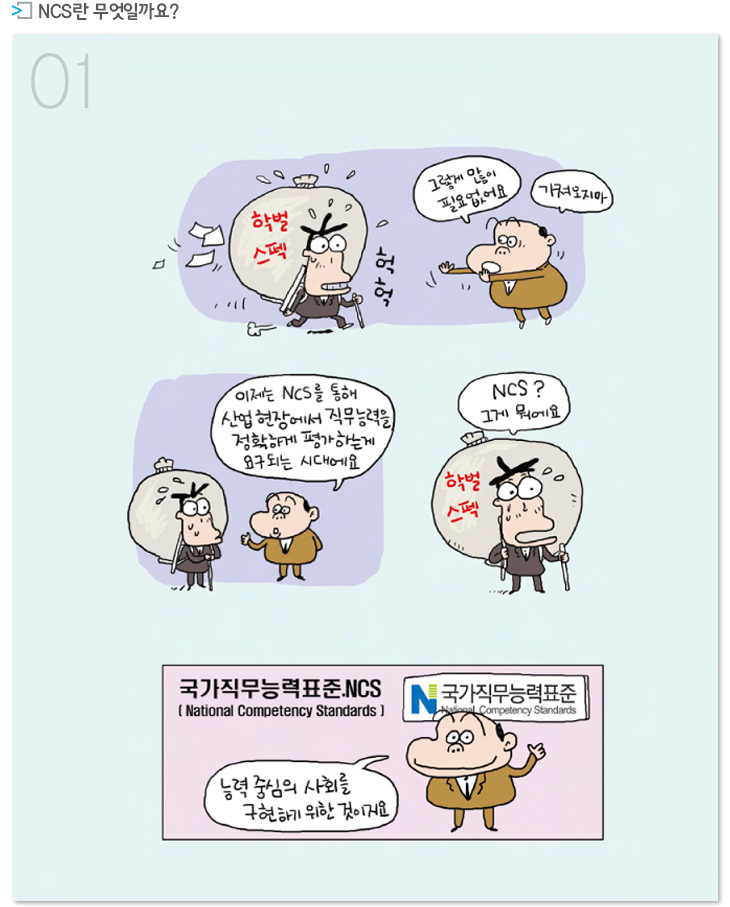 NCS란 무엇일까요?
01
학벌
스펙
헉
헉
그렇게 많이
필요없어요
가져오지마
이제는 NCS를 통해
산업 현장에서 직무능력을
정확하게 평가하는게
요구되는 시대에요
NCS?
그게 뭐에요
학벌
스펙
국가직무능력표준.NCS
( National Competency Standards )
N 국가직무능력표준
National Competency Standards
능력 중심의 사회를
구현하기 위한 것이지요